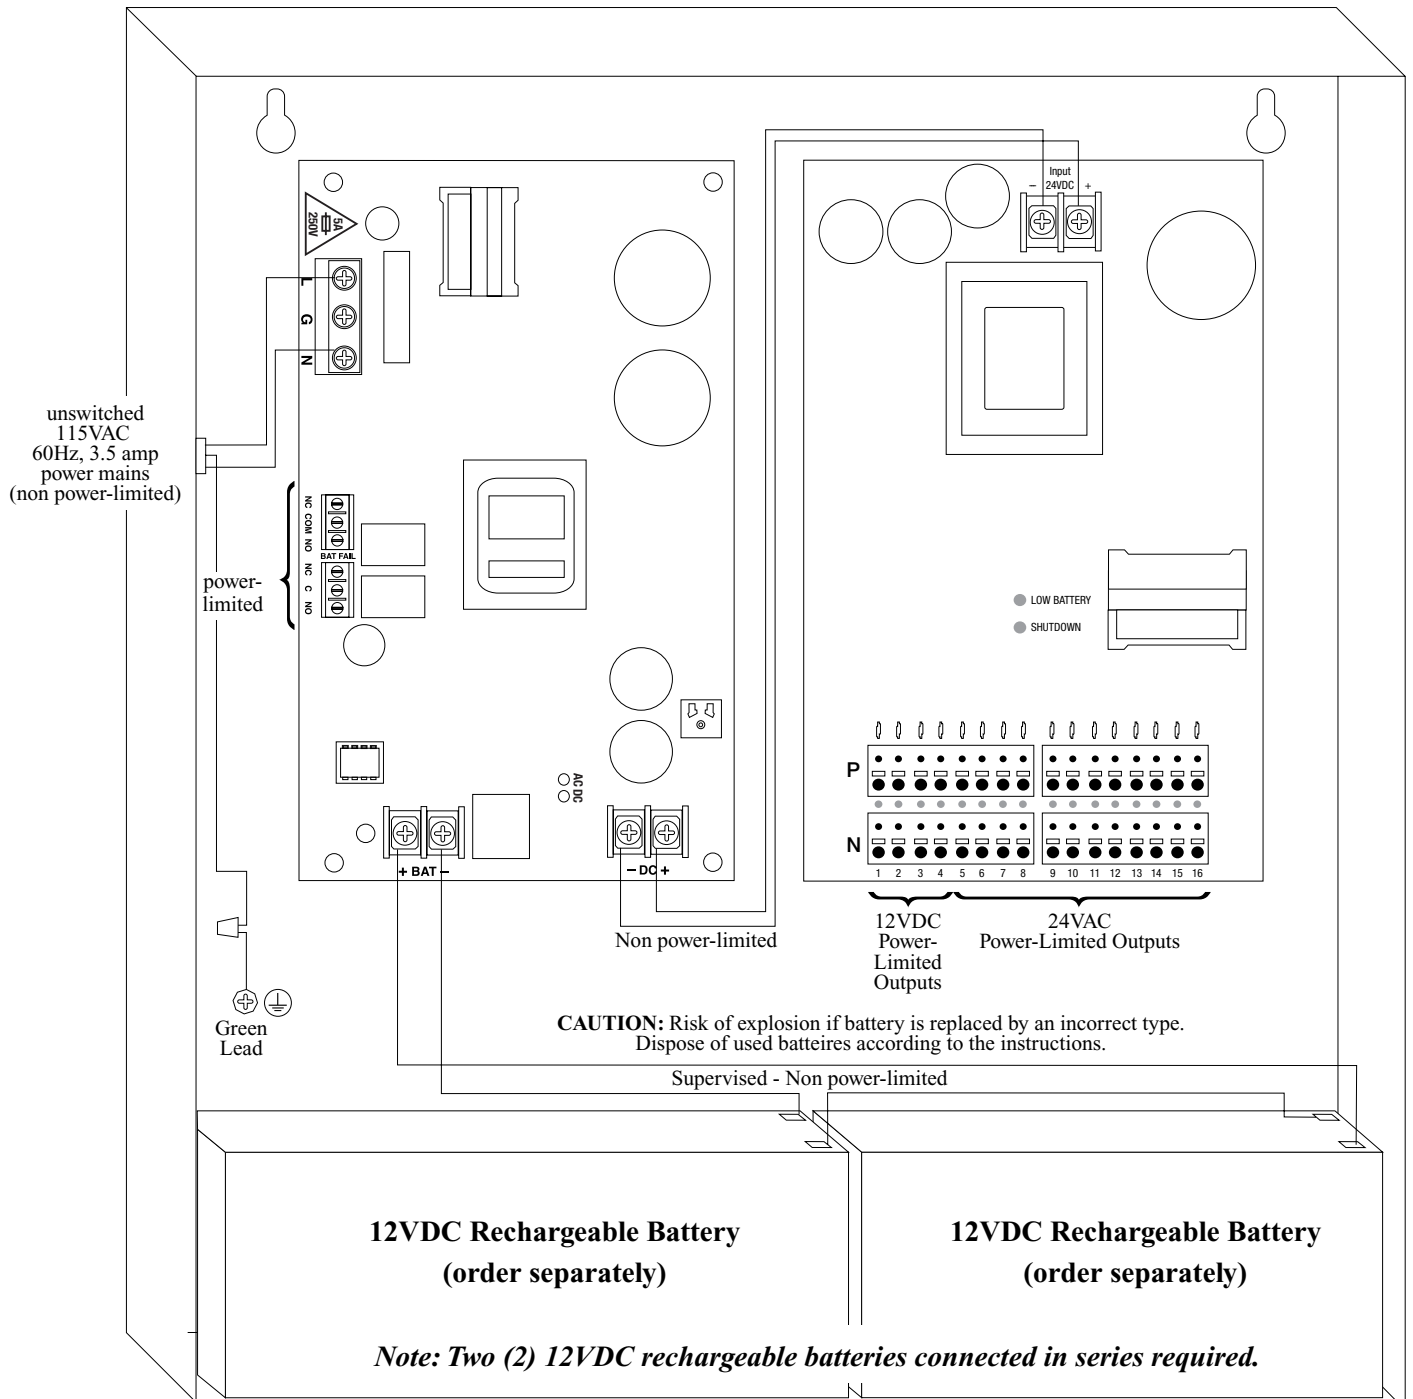 Input
− 24VDC +
5A
250V
L
G
N
unswitched
115VAC
60Hz, 3.5 amp
power mains
(non power-limited)
NC COM NO
BAT FAIL
NC C NO
power-
limited
LOW BATTERY
SHUTDOWN
P
AC DC
N
+ BAT −
− DC +
1 2 3 4 5 6 7 8 9 10 11 12 13 14 15 16
12VDC
Power-
Limited
Outputs
24VAC
Power-Limited Outputs
Non power-limited
Green
Lead
CAUTION: Risk of explosion if battery is replaced by an incorrect type.
Dispose of used batteires according to the instructions.
Supervised - Non power-limited
12VDC Rechargeable Battery
(order separately)
12VDC Rechargeable Battery
(order separately)
Note: Two (2) 12VDC rechargeable batteries connected in series required.